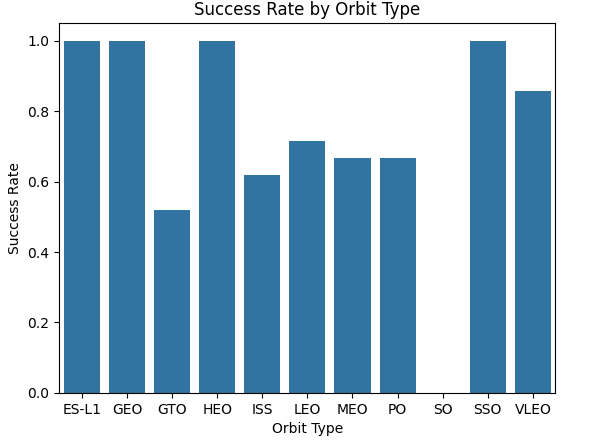 Success Rate by Orbit Type
Success Rate
1.0
0.8
0.6
0.4
0.2
0.0
ES-L1 GEO GTO HEO ISS LEO MEO PO SO SSO VLEO
Orbit Type